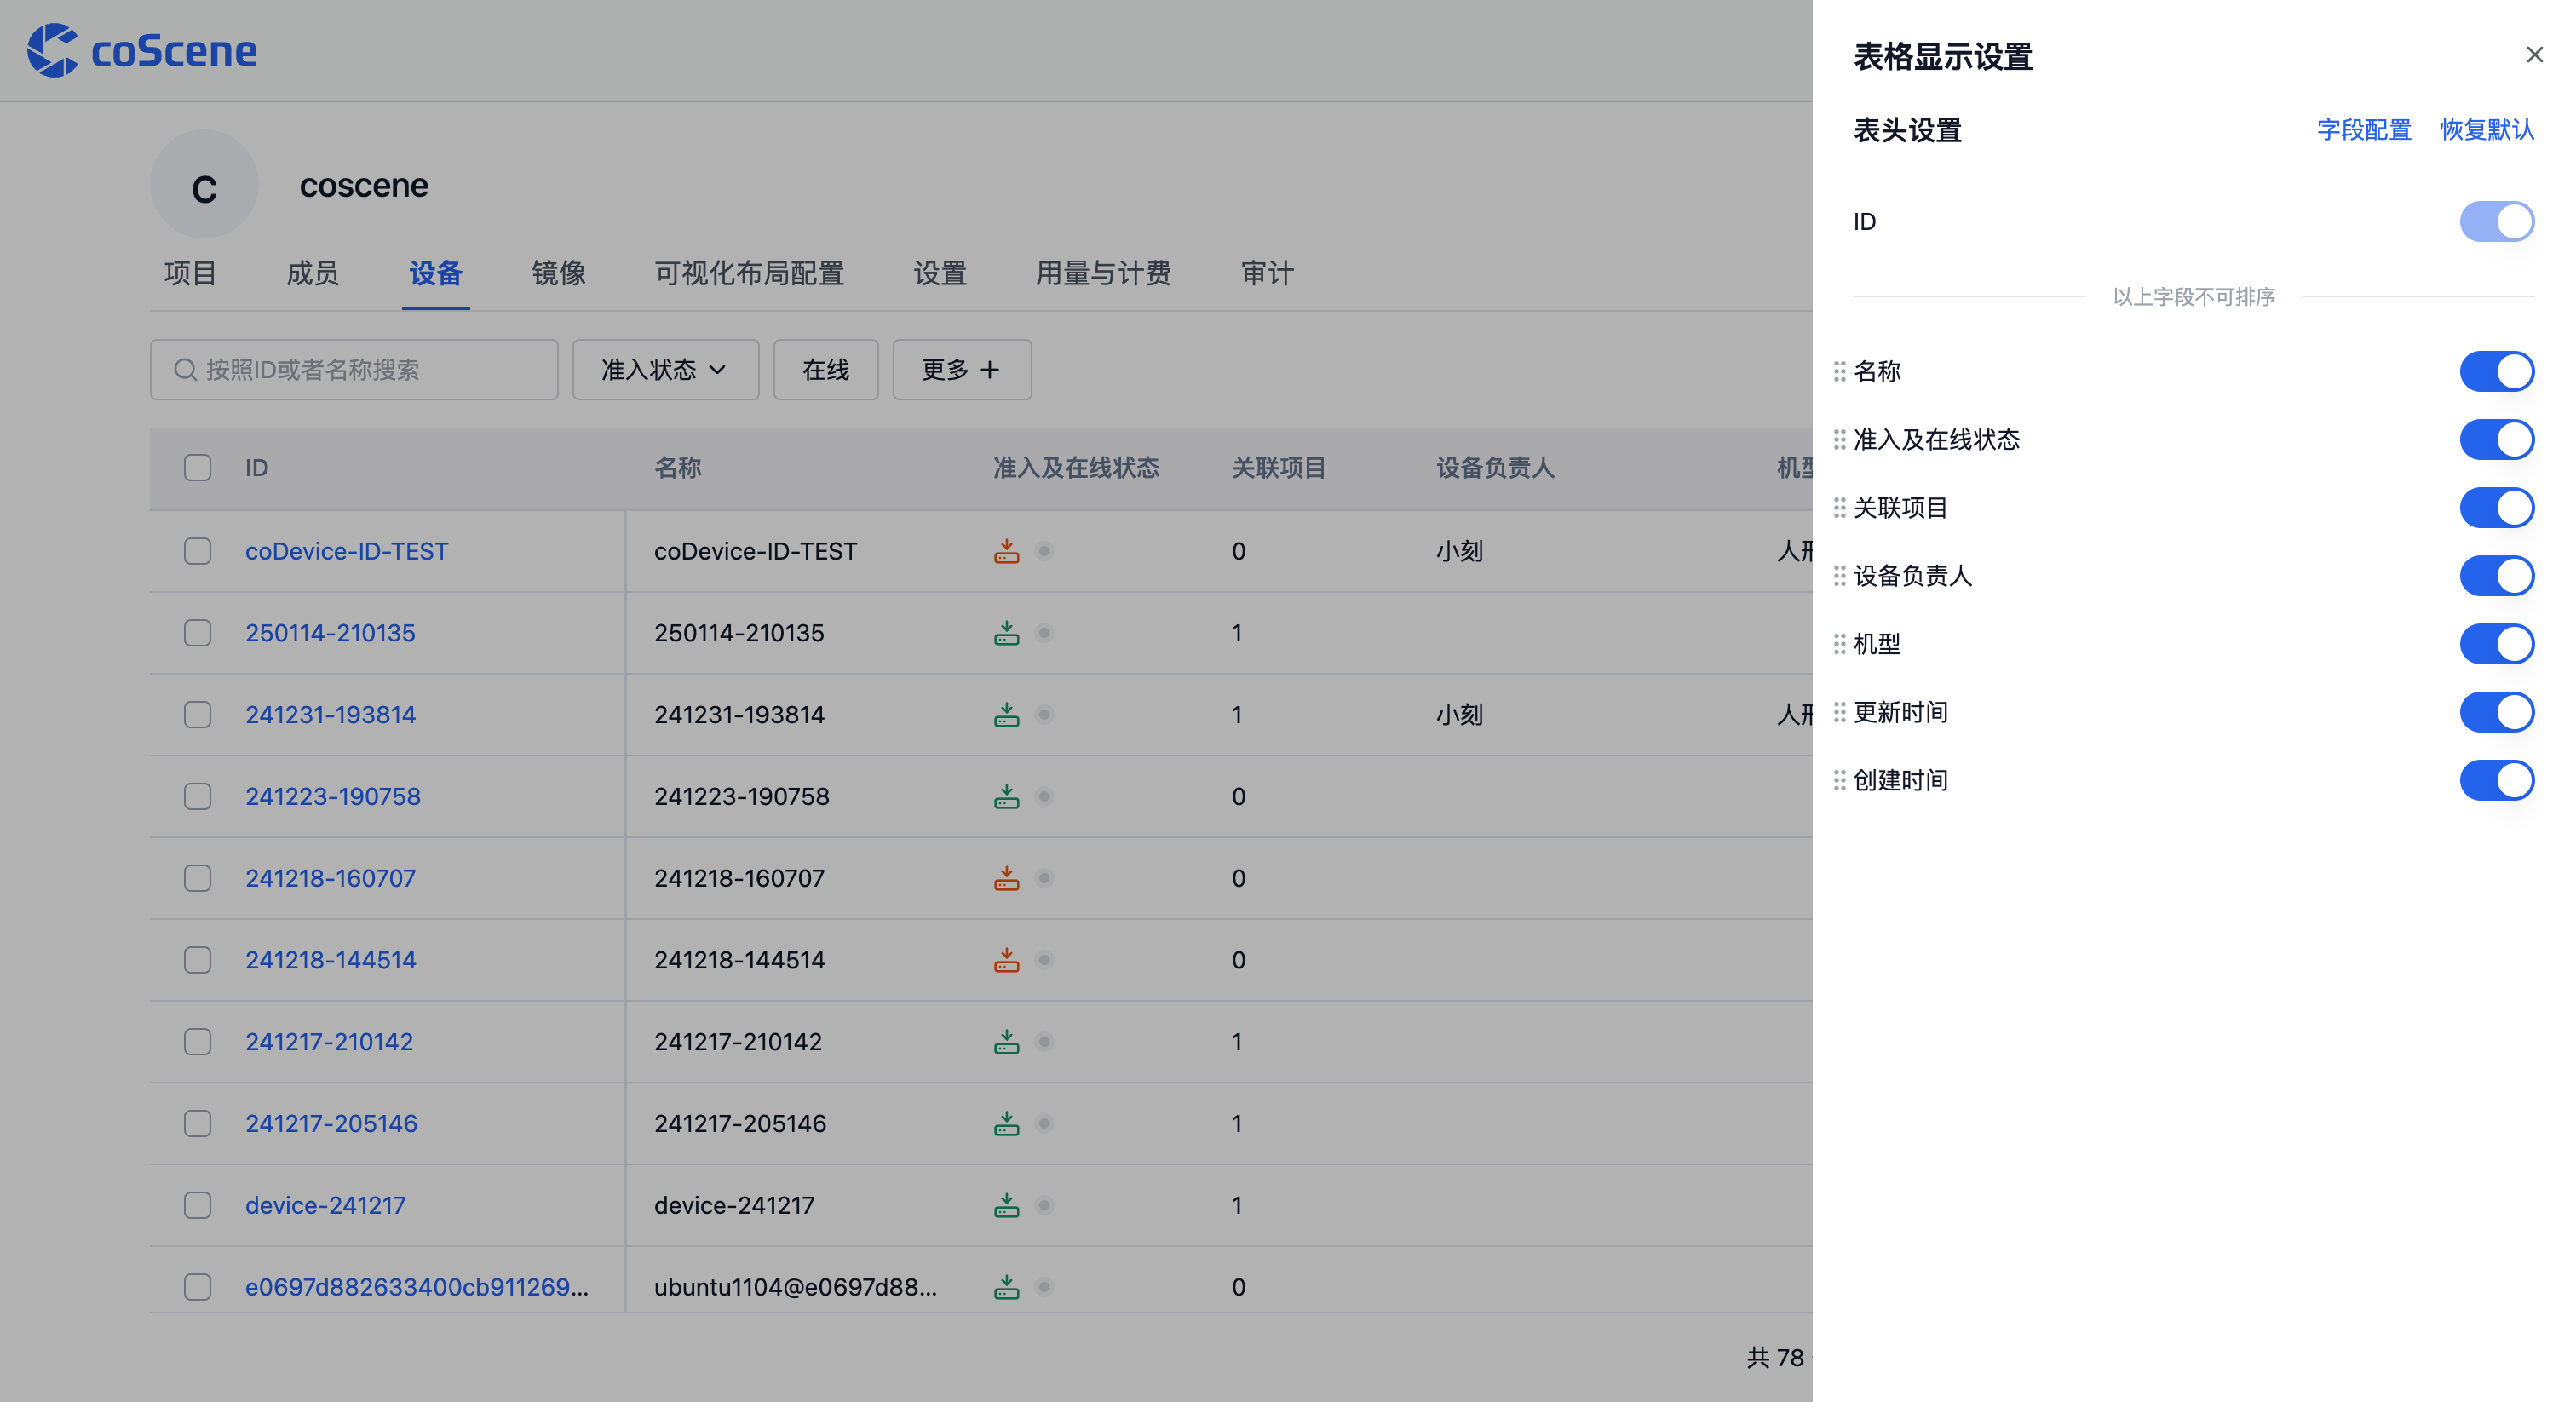 coScene
C
coscene
项目 成员 设备 镜像 可视化布局配置 设置 用量与计费 审计
按照ID或者名称搜索 准入状态 在线 更多
ID 名称 准入及在线状态 关联项目 设备负责人 机型
coDevice-ID-TEST coDevice-ID-TEST 0 小刻 人形
250114-210135 250114-210135 1
241231-193814 241231-193814 1 小刻 人形
241223-190758 241223-190758 0
241218-160707 241218-160707 0
241218-144514 241218-144514 0
241217-210142 241217-210142 1
241217-205146 241217-205146 1
device-241217 device-241217 1
e0697d882633400cb911269... ubuntu1104@e0697d88... 0
共 78
表格显示设置
表头设置 字段配置 恢复默认
ID
以上字段不可排序
名称
准入及在线状态
关联项目
设备负责人
机型
更新时间
创建时间